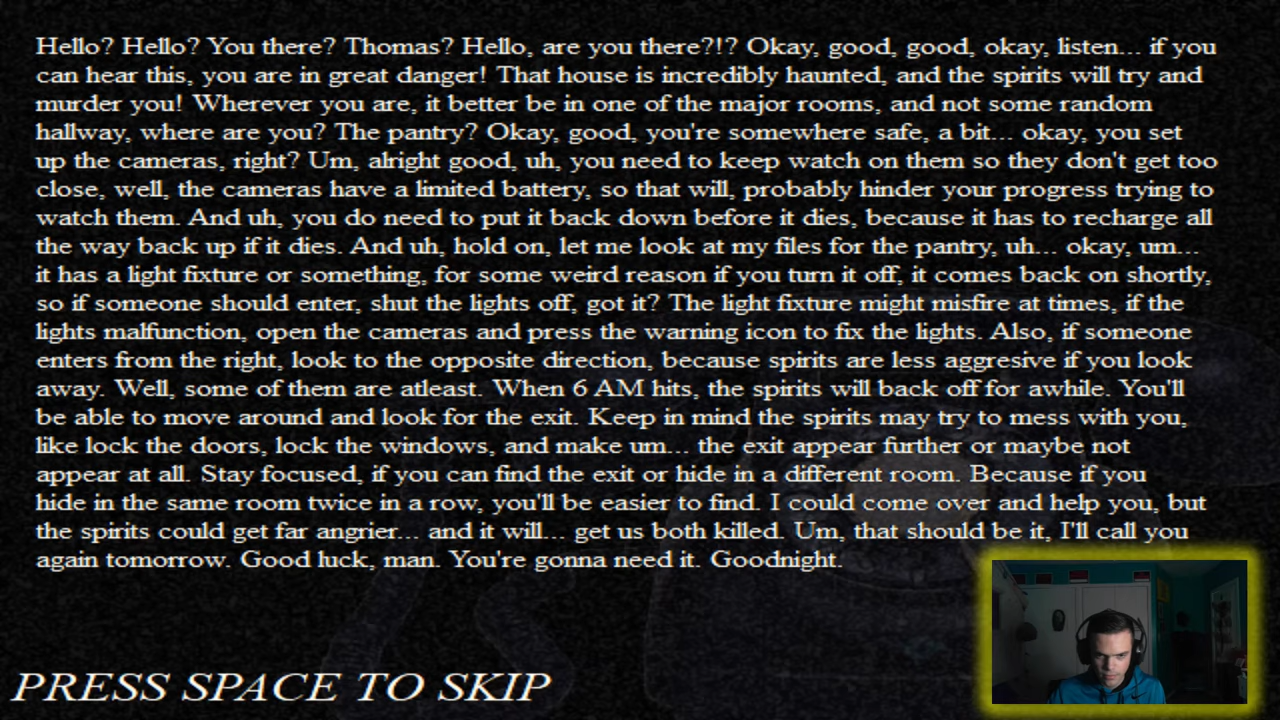 Hello? Hello? You there? Thomas? Hello, are you there?!? Okay, good, good, okay, listen... if you
can hear this, you are in great danger! That house is incredibly haunted, and the spirits will try and
murder you! Wherever you are, it better be in one of the major rooms, and not some random
hallway, where are you? The pantry? Okay, good, you're somewhere safe, a bit... okay, you set
up the cameras, right? Um, alright good, uh, you need to keep watch on them so they don't get too
close, well, the cameras have a limited battery, so that will, probably hinder your progress trying to
watch them. And uh, you do need to put it back down before it dies, because it has to recharge all
the way back up if it dies. And uh, hold on, let me look at my files for the pantry, uh... okay, um...
it has a light fixture or something, for some weird reason if you turn it off, it comes back on shortly,
so if someone should enter, shut the lights off, got it? The light fixture might misfire at times, if the
lights malfunction, open the cameras and press the warning icon to fix the lights. Also, if someone
enters from the right, look to the opposite direction, because spirits are less aggresive if you look
away. Well, some of them are atleast. When 6 AM hits, the spirits will back off for awhile. You'll
be able to move around and look for the exit. Keep in mind the spirits may try to mess with you,
like lock the doors, lock the windows, and make um... the exit appear further or maybe not
appear at all. Stay focused, if you can find the exit or hide in a different room. Because if you
hide in the same room twice in a row, you'll be easier to find. I could come over and help you, but
the spirits could get far angrier... and it will... get us both killed. Um, that should be it, I'll call you
again tomorrow. Good luck, man. You're gonna need it. Goodnight.
PRESS SPACE TO SKIP